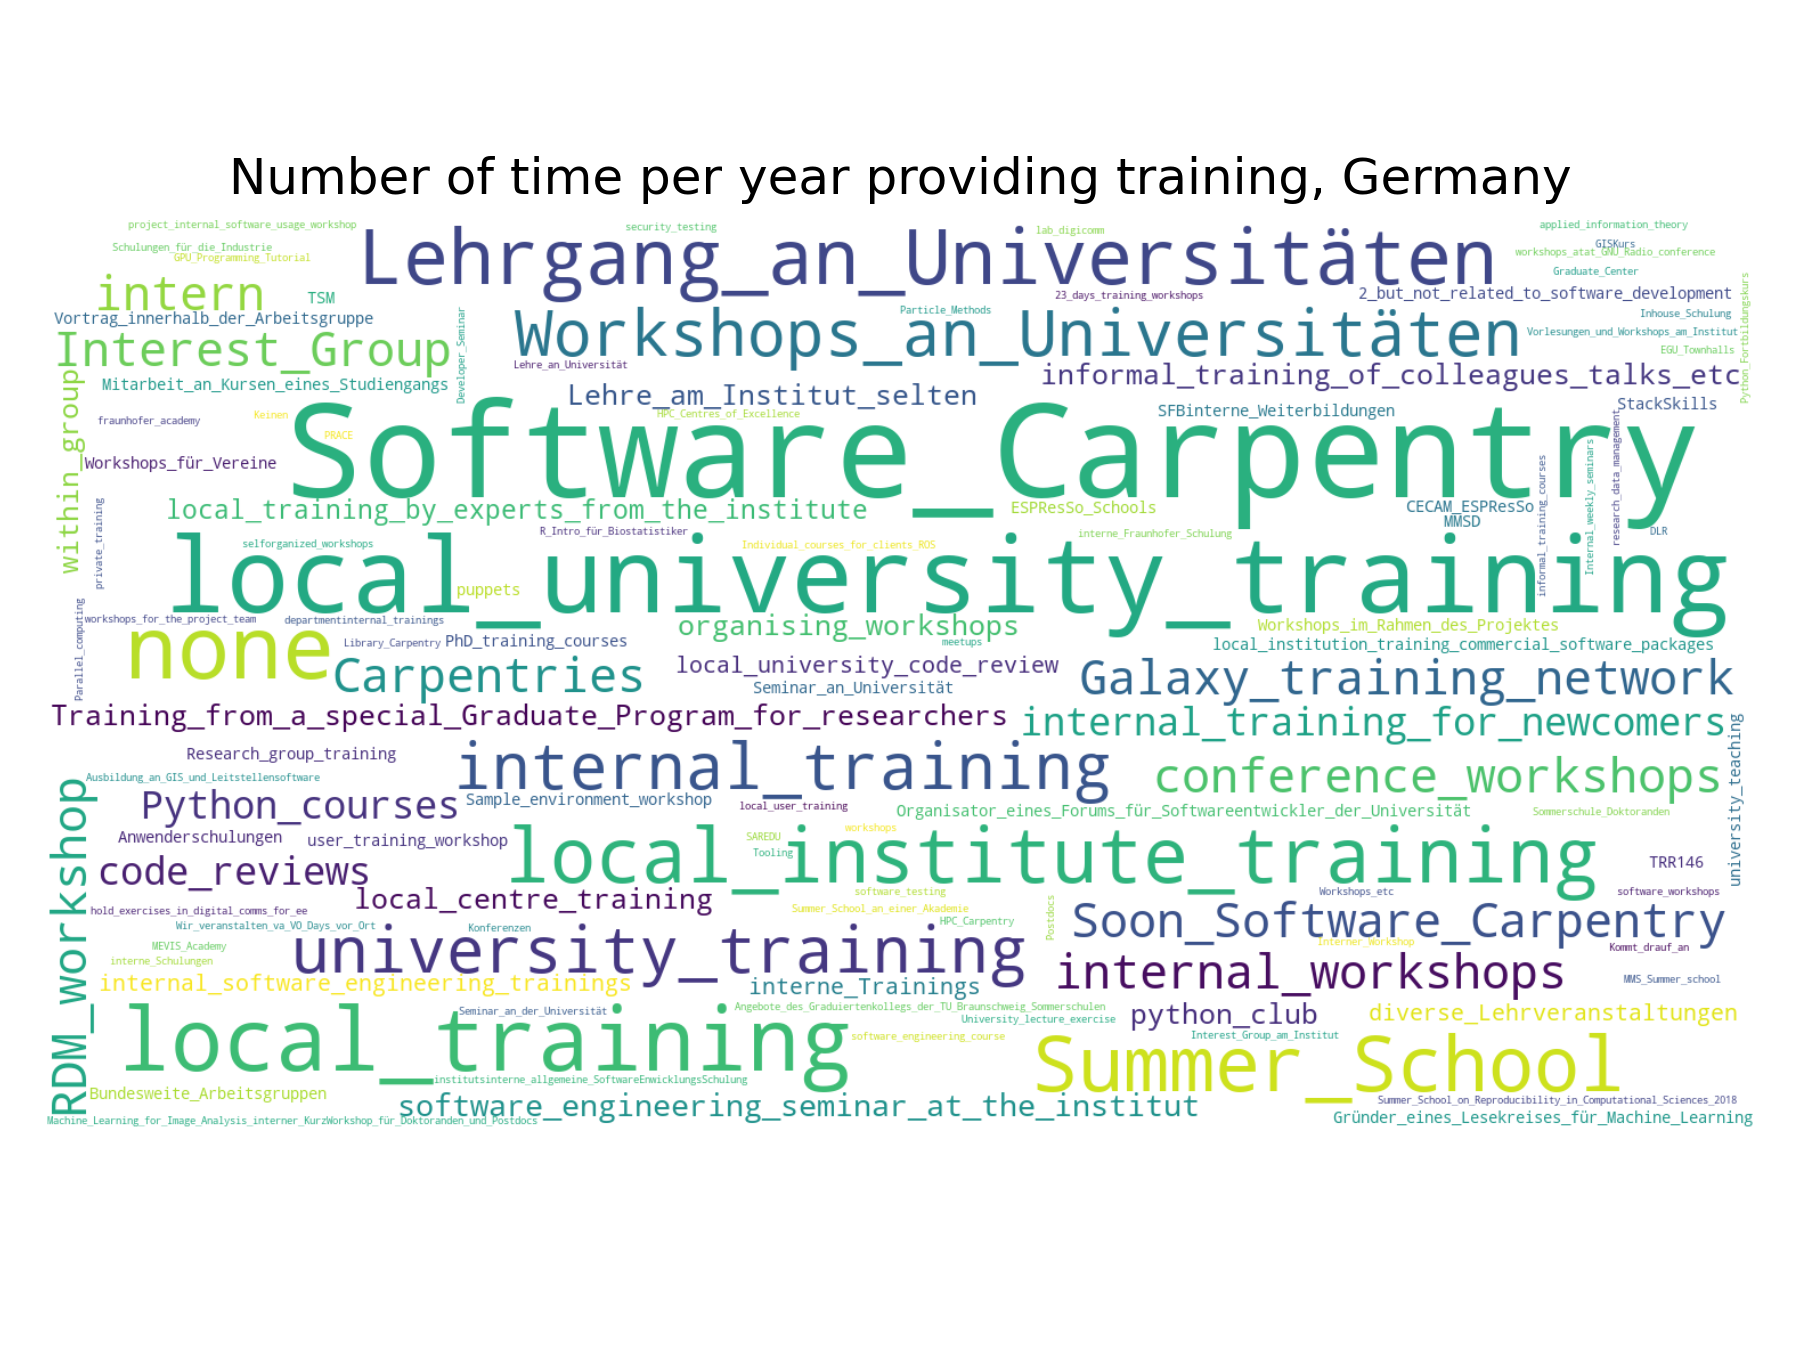 Number of time per year providing training, Germany
project_internal_software_usage_workshop
security_testing
lab_digicomm
applied_information_theory
Schulungen_für_die_Industrie
GPU_Programming_Tutorial
Lehrgang_an_Universitäten
GISKurs
workshops_atat_GNU_Radio_conference
Graduate_Center
intern
TSM
23_days_training_workshops
2_but_not_related_to_software_development
Vortrag_innerhalb_der_Arbeitsgruppe
Developer_Seminar
Particle_Methods
Inhouse_Schulung
Workshops_an_Universitäten
Vorlesungen_und_Workshops_am_Institut
Python_Fortbildungskurs
Interest_Group
EGU_Townhalls
Lehre_an_Universität
informal_training_of_colleagues_talks_etc
Mitarbeit_an_Kursen_eines_Studiengangs
Lehre_am_Institut_selten
within_group
fraunhofer_academy
Keinen
HPC_Centres_of_Excellence
SFBinterne_Weiterbildungen
StackSkills
PRACE
Software_Carpentry
Workshops_für_Vereine
informal_training_courses
Internal_weekly_seminars
research_data_management
private_training
local_training_by_experts_from_the_institute
ESPResSo_Schools
CECAM_ESPResSo
MMSD
R_Intro_für_Biostatistiker
interne_Fraunhofer_Schulung
DLR
selforganized_workshops
Individual_courses_for_clients_ROS
local_university_training
puppets
Parallel_computing
workshops_for_the_project_team
departmentinternal_trainings
organising_workshops
Workshops_im_Rahmen_des_Projektes
none
Library_Carpentry
PhD_training_courses
meetups
local_institution_training_commercial_software_packages
Carpentries
local_university_code_review
Galaxy_training_network
Seminar_an_Universität
Training_from_a_special_Graduate_Program_for_researchers
internal_training_for_newcomers
university_teaching
Research_group_training
internal_training
conference_workshops
Ausbildung_an_GIS_und_Leitstellensoftware
RDM_workshop
Python_courses
Sample_environment_workshop
local_user_training
Organisator_eines_Forums_für_Softwareentwickler_der_Universität
Sommerschule_Doktoranden
Anwenderschulungen
user_training_workshop
SAREDU
workshops
Tooling
local_institute_training
TRR146
code_reviews
local_centre_training
software_testing
Workshops_etc
software_workshops
hold_exercises_in_digital_comms_for_ee
Summer_School_an_einer_Akademie
Postdocs
HPC_Carpentry
Soon_Software_Carpentry
Wir_veranstalten_va_VO_Days_vor_Ort
Konferenzen
MEVIS_Academy
university_training
Interner_Workshop
Kommt_drauf_an
interne_Schulungen
internal_workshops
internal_software_engineering_trainings
interne_Trainings
MMS_Summer_school
Seminar_an_der_Universität
Angebote_des_Graduiertenkollegs_der_TU_Braunschweig_Sommerschulen
University_lecture_exercise
python_club
diverse_Lehrveranstaltungen
local_training
software_engineering_course
Interest_Group_am_Institut
Summer_School
institutsinterne_allgemeine_SoftwareEnwicklungsSchulung
Bundesweite_Arbeitsgruppen
software_engineering_seminar_at_the_institut
Summer_School_on_Reproducibility_in_Computational_Sciences_2018
Machine_Learning_for_Image_Analysis_interner_KurzWorkshop_für_Doktoranden_und_Postdocs
Gründer_eines_Lesekreises_für_Machine_Learning